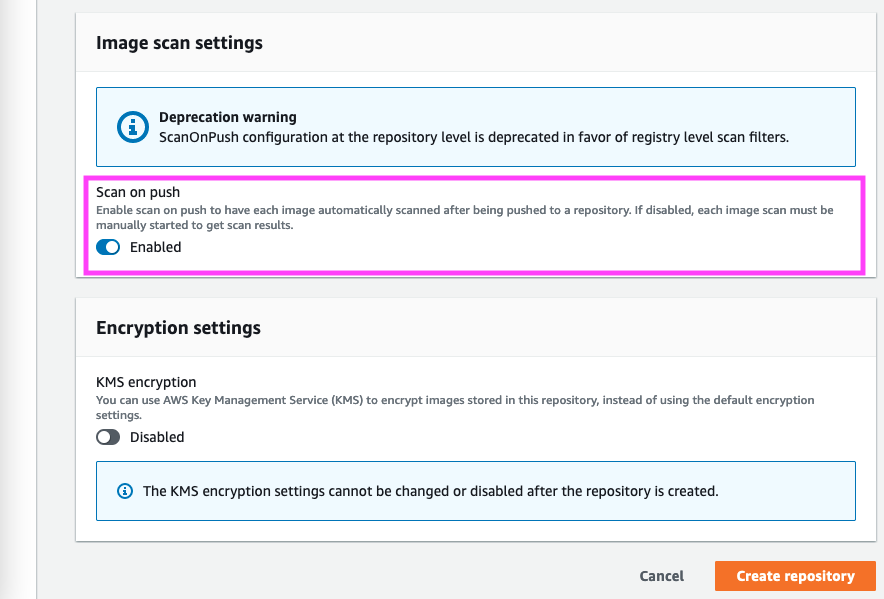 Image scan settings
Deprecation warning
ScanOnPush configuration at the repository level is deprecated in favor of registry level scan filters.
Scan on push
Enable scan on push to have each image automatically scanned after being pushed to a repository. If disabled, each image scan must be
manually started to get scan results.
Enabled
Encryption settings
KMS encryption
You can use AWS Key Management Service (KMS) to encrypt images stored in this repository, instead of using the default encryption
settings.
Disabled
The KMS encryption settings cannot be changed or disabled after the repository is created.
Cancel
Create repository